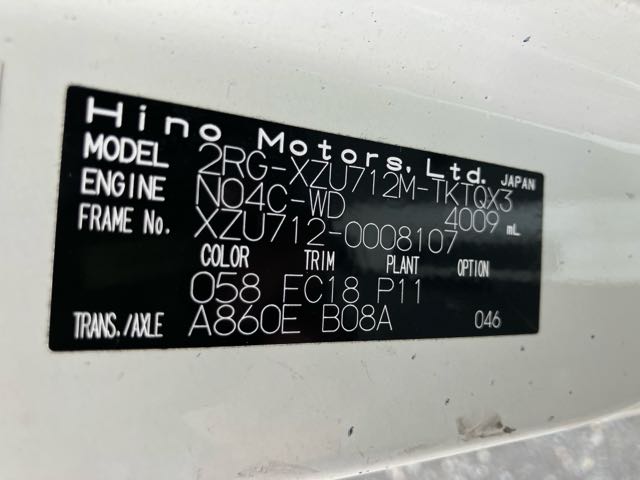 Hino Motors, Ltd. JAPAN
MODEL 2RG-XZU712M-TKTQX3
ENGINE N04C-WD 4009 mL
FRAME No. XZU712-0008107
COLOR TRIM PLANT OPTION
058 FC18 P11
TRANS./AXLE A860E B08A 046